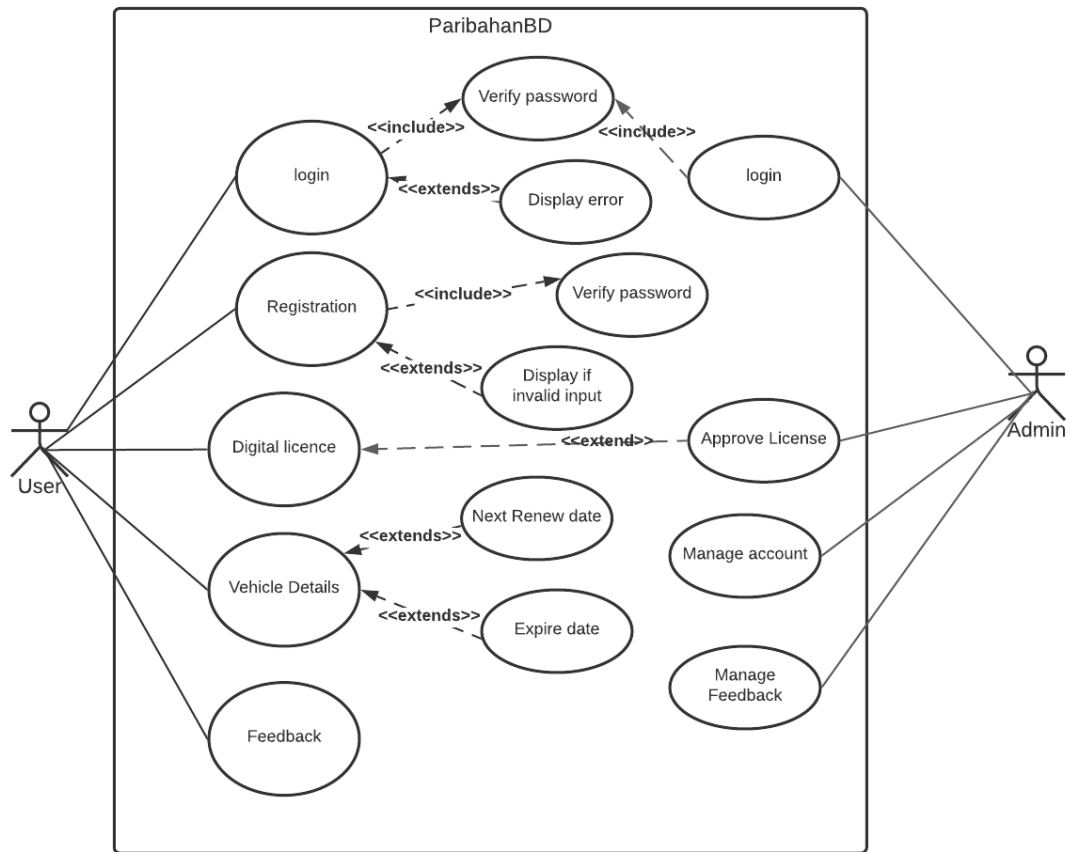 ParibahanBD
Verify password
<<include>>
<<include>>
login
login
<<extends>>
Display error
Registration
<<include>>
Verify password
<<extends>>
Display if
invalid input
Digital licence
<<extend>>
Approve License
User
Admin
Next Renew date
<<extends>>
Manage account
Vehicle Details
<<extends>>
Expire date
Manage
Feedback
Feedback